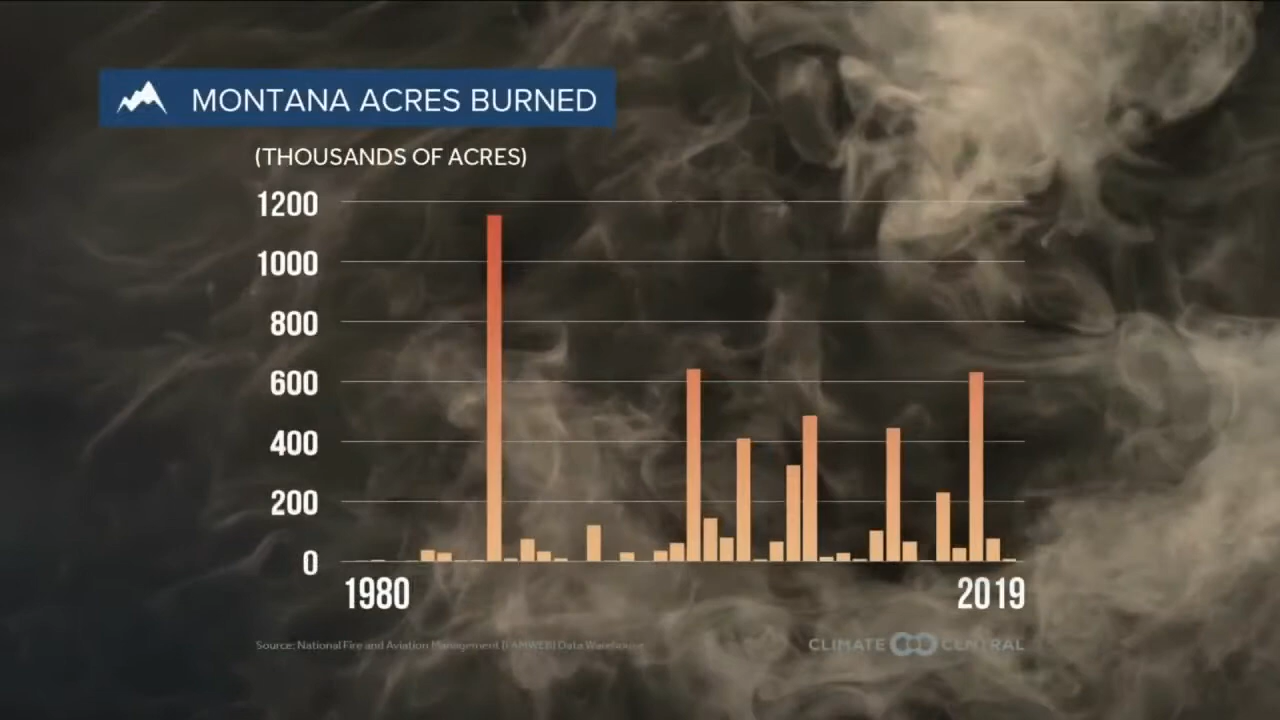 MONTANA ACRES BURNED
(THOUSANDS OF ACRES)
1200
1000
800
600
400
200
0
1980 2019
Source: National Fire and Aviation Management (FAMWEB) Data Warehouse
CLIMATE CENTRAL